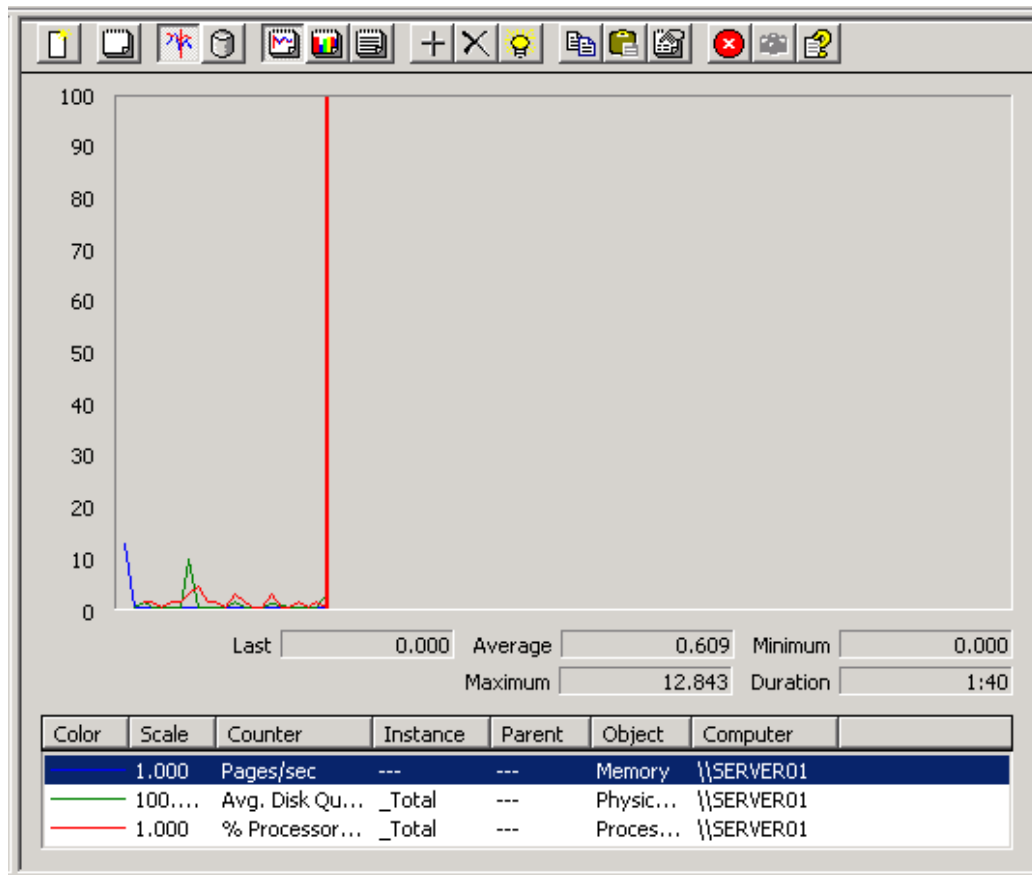 100
90
80
70
60
50
40
30
20
10
0
Last 0.000 Average 0.609 Minimum 0.000
Maximum 12.843 Duration 1:40
Color Scale Counter Instance Parent Object Computer
1.000 Pages/sec --- --- Memory \\SERVER01
100.... Avg. Disk Qu... _Total --- Physic... \\SERVER01
1.000 % Processor... _Total --- Proces... \\SERVER01